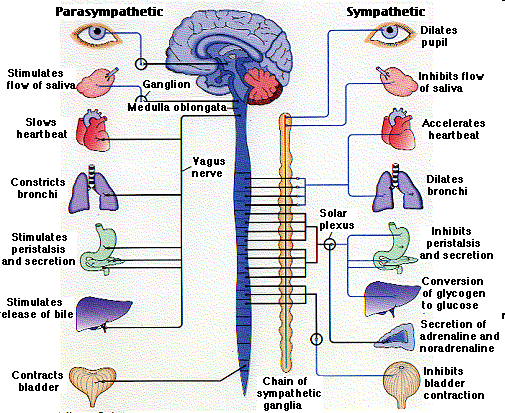 Parasympathetic
Sympathetic
Dilates
pupil
Stimulates
flow of saliva
Ganglion
Medulla oblongata
Inhibits flow
of saliva
Slows
heartbeat
Accelerates
heartbeat
Vagus
nerve
Constricts
bronchi
Dilates
bronchi
Solar
plexus
Stimulates
peristalsis
and secretion
Inhibits
peristalsis
and secretion
Stimulates
release of bile
Conversion
of glycogen
to glucose
Secretion of
adrenaline and
noradrenaline
Contracts
bladder
Chain of
sympathetic
ganglia
Inhibits
bladder
contraction